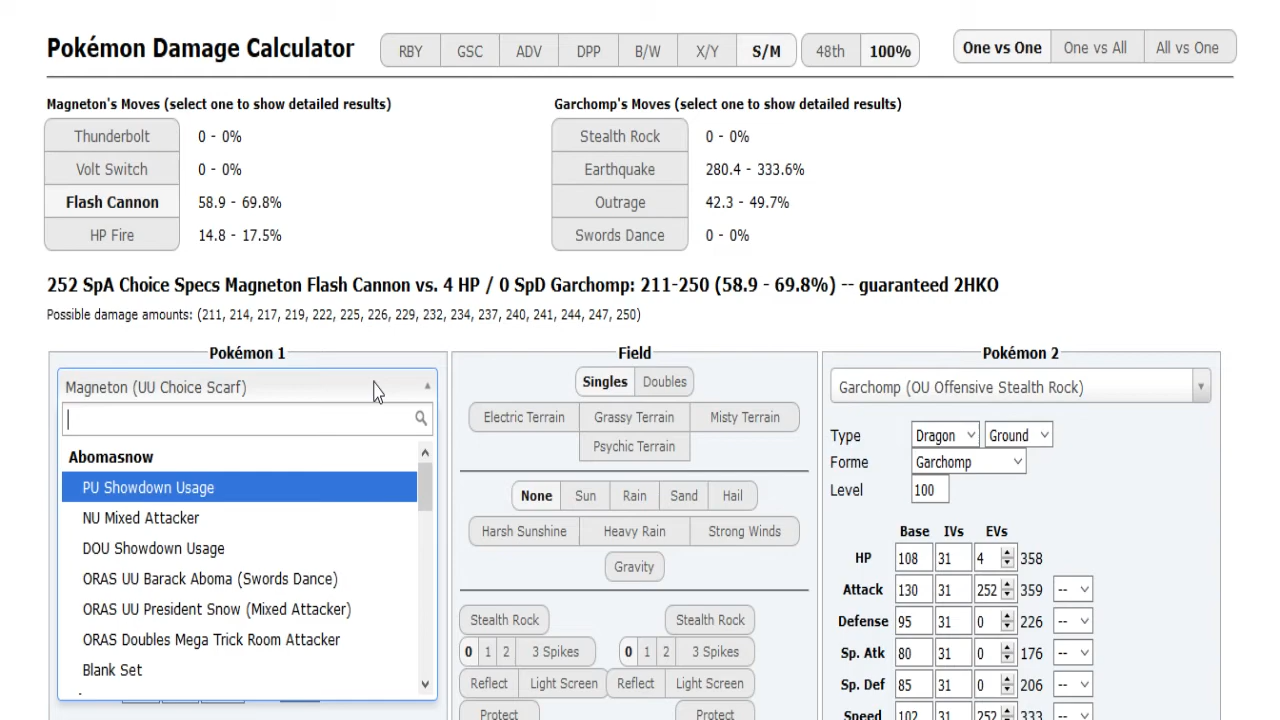 Pokémon Damage Calculator
RBY GSC ADV DPP B/W X/Y S/M 48th 100% One vs One One vs All All vs One
Magneton's Moves (select one to show detailed results)
Thunderbolt 0 - 0%
Volt Switch 0 - 0%
Flash Cannon 58.9 - 69.8%
HP Fire 14.8 - 17.5%
Garchomp's Moves (select one to show detailed results)
Stealth Rock 0 - 0%
Earthquake 280.4 - 333.6%
Outrage 42.3 - 49.7%
Swords Dance 0 - 0%
252 SpA Choice Specs Magneton Flash Cannon vs. 4 HP / 0 SpD Garchomp: 211-250 (58.9 - 69.8%) -- guaranteed 2HKO
Possible damage amounts: (211, 214, 217, 219, 222, 225, 226, 229, 232, 234, 237, 240, 241, 244, 247, 250)
Pokémon 1
Magneton (UU Choice Scarf)
Abomasnow
PU Showdown Usage
NU Mixed Attacker
DOU Showdown Usage
ORAS UU Barack Aboma (Swords Dance)
ORAS UU President Snow (Mixed Attacker)
ORAS Doubles Mega Trick Room Attacker
Blank Set
Field
Singles Doubles
Electric Terrain Grassy Terrain Misty Terrain
Psychic Terrain
None Sun Rain Sand Hail
Harsh Sunshine Heavy Rain Strong Winds
Gravity
Stealth Rock Stealth Rock
0 1 2 3 Spikes 0 1 2 3 Spikes
Reflect Light Screen Reflect Light Screen
Protect Protect
Pokémon 2
Garchomp (OU Offensive Stealth Rock)
Type Dragon Ground
Forme Garchomp
Level 100
Base IVs EVs
HP 108 31 4 358
Attack 130 31 252 359 --
Defense 95 31 0 226 --
Sp. Atk 80 31 0 176 --
Sp. Def 85 31 0 206 --
Speed 102 31 252 333 --